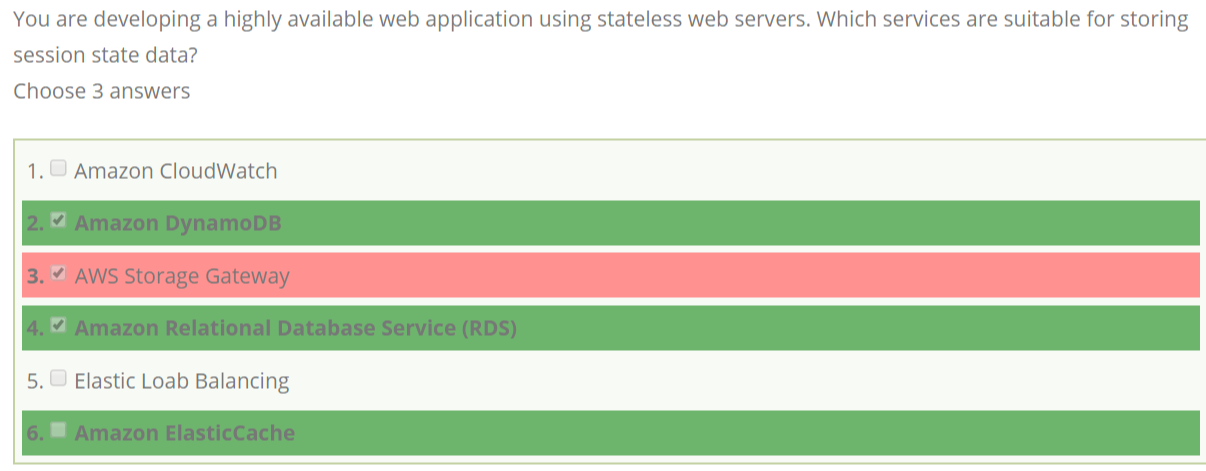 You are developing a highly available web application using stateless web servers. Which services are suitable for storing
session state data?
Choose 3 answers
1. Amazon CloudWatch
2. Amazon DynamoDB
3. AWS Storage Gateway
4. Amazon Relational Database Service (RDS)
5. Elastic Loab Balancing
6. Amazon ElasticCache